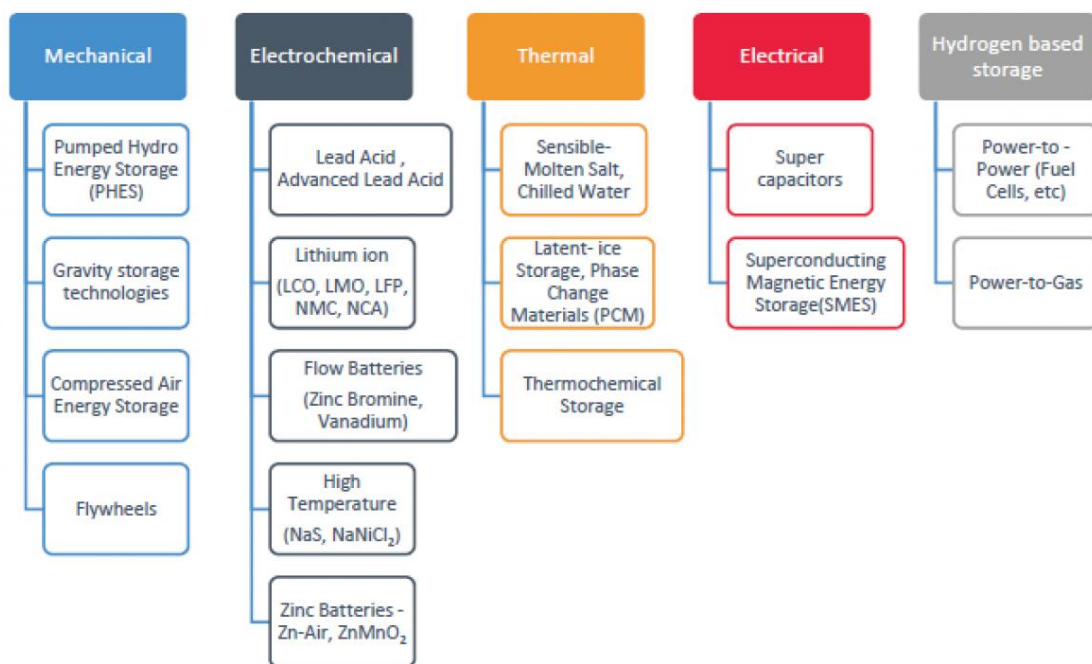 Mechanical
Pumped Hydro
Energy Storage
(PHES)
Gravity storage
technologies
Compressed Air
Energy Storage
Flywheels
Electrochemical
Lead Acid ,
Advanced Lead Acid
Lithium ion
(LCO, LMO, LFP,
NMC, NCA)
Flow Batteries
(Zinc Bromine,
Vanadium)
High
Temperature
(NaS, NaNiCl₂)
Zinc Batteries -
Zn-Air, ZnMnO₂
Thermal
Sensible-
Molten Salt,
Chilled Water
Latent- ice
Storage, Phase
Change
Materials (PCM)
Thermochemical
Storage
Electrical
Super
capacitors
Superconducting
Magnetic Energy
Storage(SMES)
Hydrogen based
storage
Power-to -
Power (Fuel
Cells, etc)
Power-to-Gas